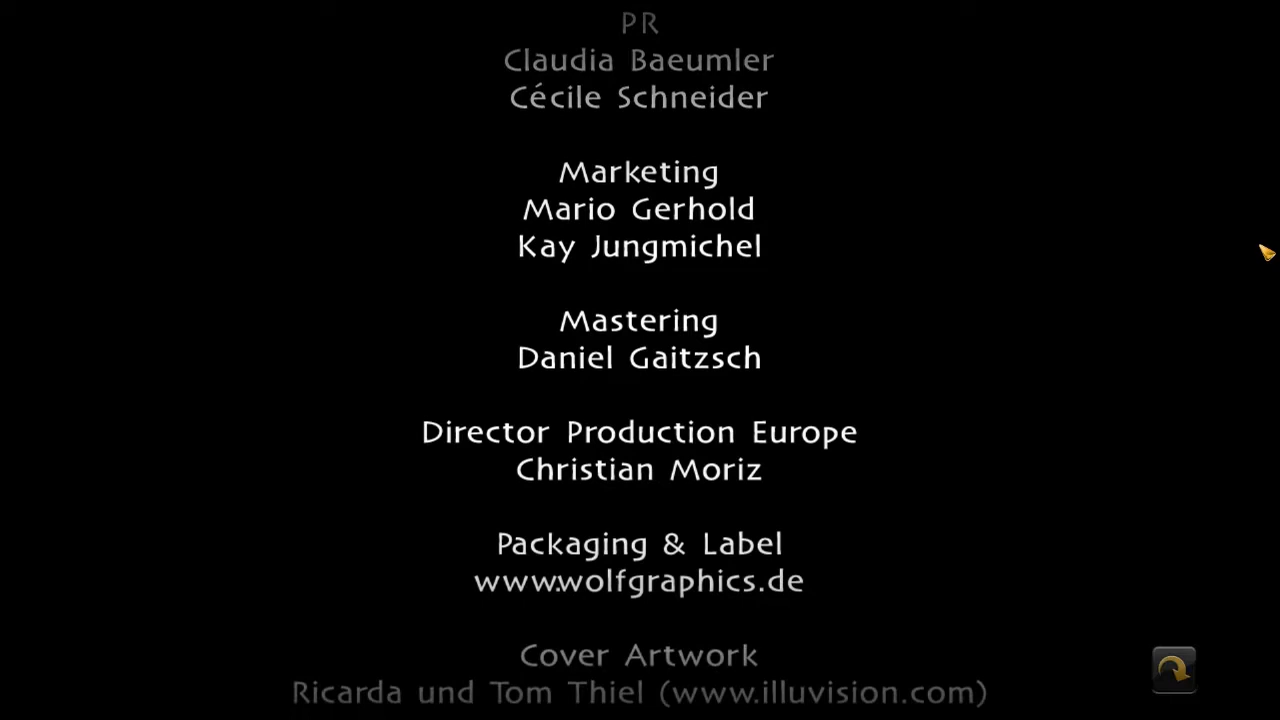 PR
Claudia Baeumler
Cécile Schneider
Marketing
Mario Gerhold
Kay Jungmichel
Mastering
Daniel Gaitzsch
Director Production Europe
Christian Moriz
Packaging & Label
www.wolfgraphics.de
Cover Artwork
Ricarda und Tom Thiel (www.illuvision.com)